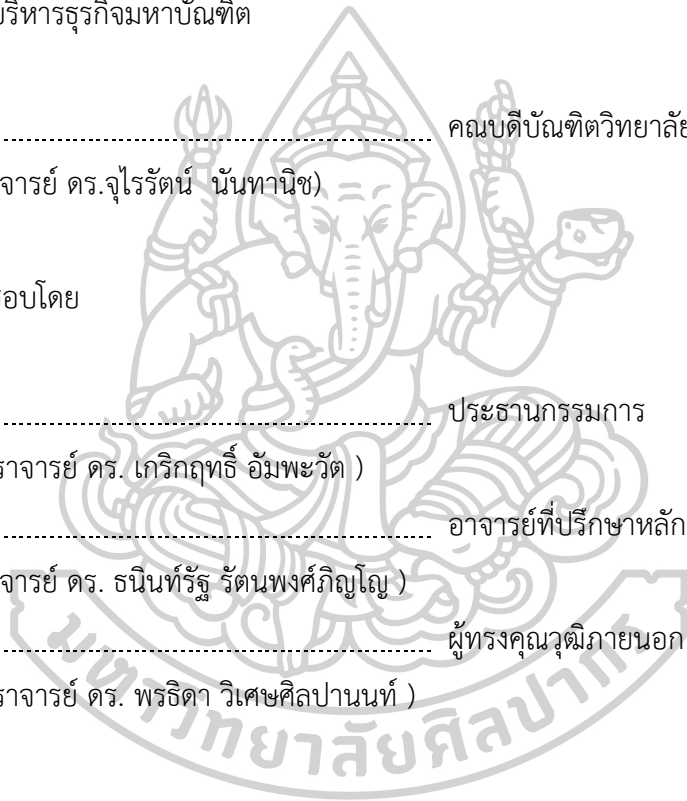 บริหารธุรกิจมหาบัณฑิต
คณบดีบัณฑิตวิทยาลัย
จารย์ ดร.จุไรรัตน์ นันทานิช)
สอบโดย
ประธานกรรมการ
ราจารย์ ดร. เกริกฤทธิ์ อัมพะวัต )
อาจารย์ที่ปรึกษาหลัก
จารย์ ดร. ธนินท์รัฐ รัตนพงศ์ภิญโญ )
ผู้ทรงคุณวุฒิภายนอก
ราจารย์ ดร. พรธิดา วิเศษศิลปานนท์ )
มหาวิทยาลัยศิลปากร